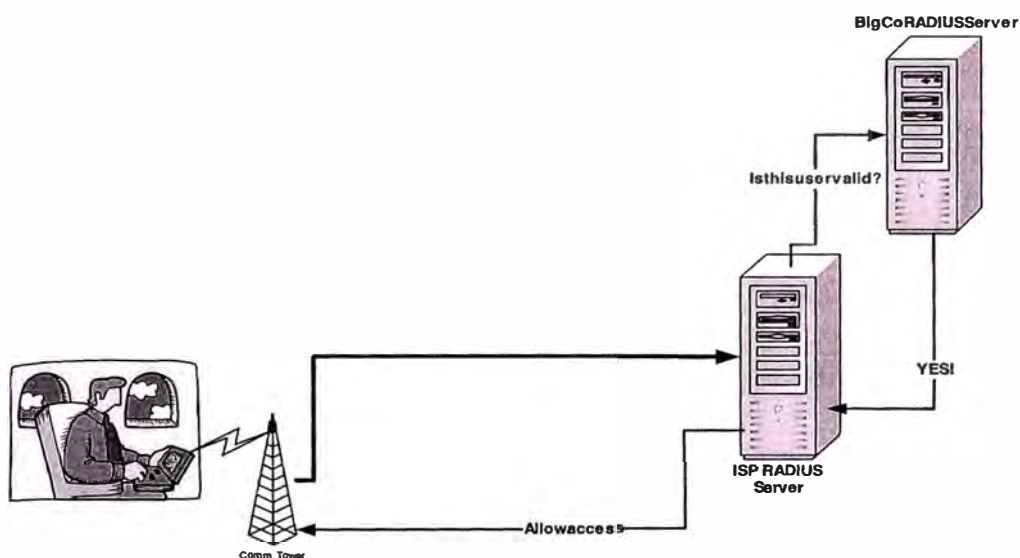 BigCoRADIUSServer
Isthisuservalid?
YES!
ISP RADIUS
Server
Allowaccess
Comm. Tower